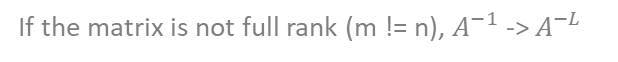 If the matrix is not full rank (m != n), A⁻¹ -> A⁻ᴸ